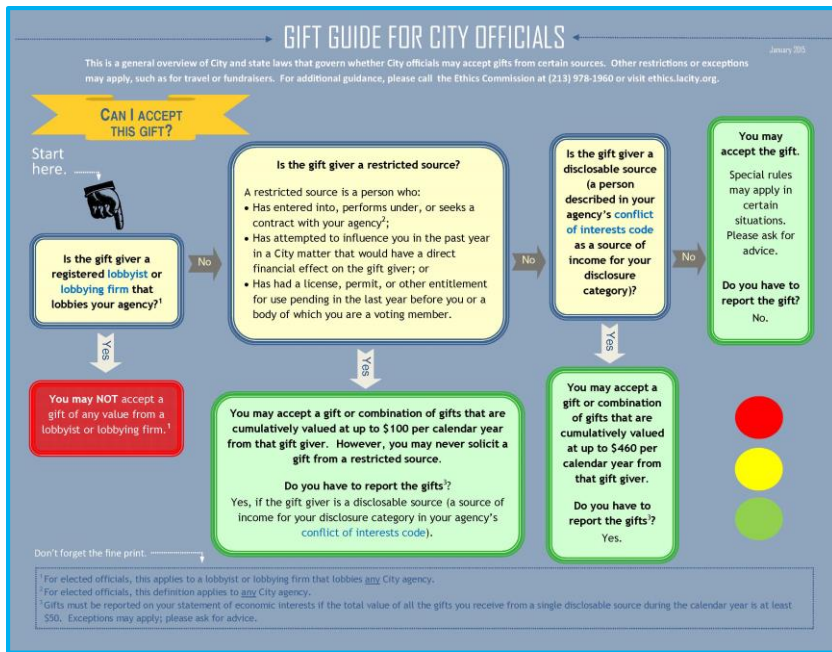 GIFT GUIDE FOR CITY OFFICIALS
January 2015
This is a general overview of City and state laws that govern whether City officials may accept gifts from certain sources.  Other restrictions or exceptions
may apply, such as for travel or fundraisers.  For additional guidance, please call  the Ethics Commission at (213) 978-1960 or visit ethics.lacity.org.
CAN I ACCEPT
THIS GIFT?
Start
here.
Is the gift giver a
registered lobbyist or
lobbying firm that
lobbies your agency?¹
No
Yes
You may NOT accept a
gift of any value from a
lobbyist or lobbying firm.¹
Is the gift giver a restricted source?
A restricted source is a person who:
• Has entered into, performs under, or seeks a
contract with your agency²;
• Has attempted to influence you in the past year
in a City matter that would have a direct
financial effect on the gift giver; or
• Has had a license, permit, or other entitlement
for use pending in the last year before you or a
body of which you are a voting member.
No
Yes
You may accept a gift or combination of gifts that are
cumulatively valued at up to $100 per calendar year
from that gift giver.  However, you may never solicit a
gift from a restricted source.
Do you have to report the gifts³?
Yes, if the gift giver is a disclosable source (a source of
income for your disclosure category in your agency's
conflict of interests code).
Is the gift giver a
disclosable source
(a person
described in your
agency's conflict
of interests code
as a source of
income for your
disclosure
category)?
No
Yes
You may accept a
gift or combination
of gifts that are
cumulatively valued
at up to $460 per
calendar year from
that gift giver.
Do you have to
report the gifts³?
Yes.
You may
accept the gift.
Special rules
may apply in
certain
situations.
Please ask for
advice.
Do you have to
report the gift?
No.
Don't forget the fine print.
¹For elected officials, this applies to a lobbyist or lobbying firm that lobbies any City agency.
²For elected officials, this definition applies to any City agency.
³Gifts must be reported on your statement of economic interests if the total value of all the gifts you receive from a single disclosable source during the calendar year is at least
$50.  Exceptions may apply; please ask for advice.